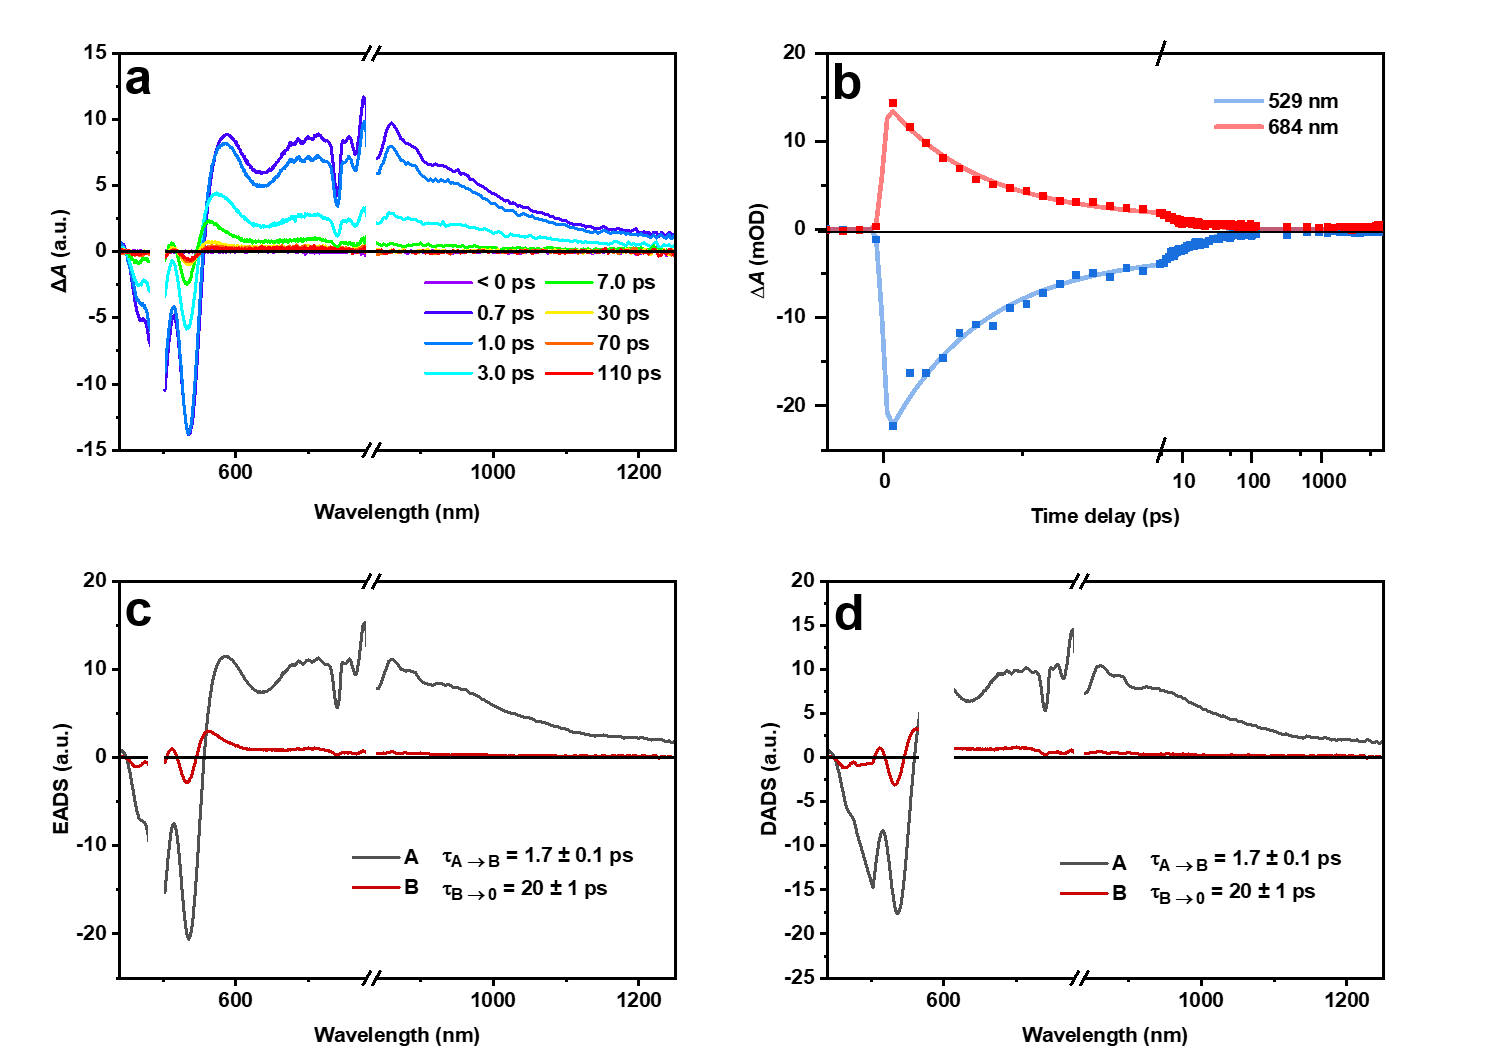 a
15
10
5
0
-5
-10
-15
ΔA (a.u.)
< 0 ps
7.0 ps
0.7 ps
30 ps
1.0 ps
70 ps
3.0 ps
110 ps
600
1000
1200
Wavelength (nm)
b
20
10
0
-10
-20
ΔA (mOD)
529 nm
684 nm
0
10
100
1000
Time delay (ps)
c
20
10
0
-10
-20
EADS (a.u.)
A τA→B = 1.7 ± 0.1 ps
B τB→0 = 20 ± 1 ps
600
1000
1200
Wavelength (nm)
d
20
15
10
5
0
-5
-10
-15
-20
-25
DADS (a.u.)
A τA→B = 1.7 ± 0.1 ps
B τB→0 = 20 ± 1 ps
600
1000
1200
Wavelength (nm)